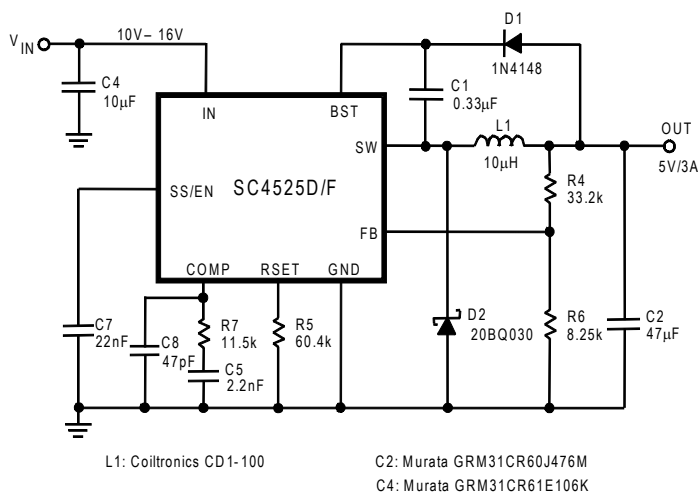 V IN
10V– 16V
D1
1N4148
C4
10µF
C1
0.33µF
IN
BST
SW
L1
10µH
OUT
5V/3A
SS/EN
SC4525D/F
R4
33.2k
FB
COMP
RSET
GND
C7
22nF
C8
47pF
R7
11.5k
C5
2.2nF
R5
60.4k
D2
20BQ030
R6
8.25k
C2
47µF
L1: Coiltronics CD1-100
C2: Murata GRM31CR60J476M
C4: Murata GRM31CR61E106K